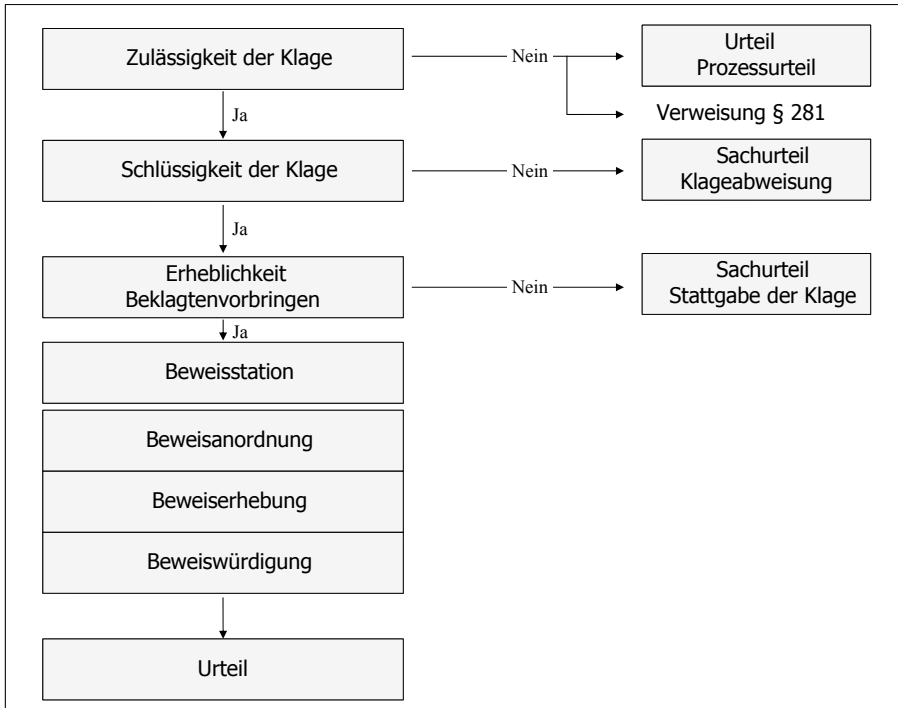 Zulässigkeit der Klage
Nein
Urteil
Prozessurteil
Verweisung § 281
Ja
Schlüssigkeit der Klage
Nein
Sachurteil
Klageabweisung
Ja
Erheblichkeit
Beklagtenvorbringen
Nein
Sachurteil
Stattgabe der Klage
Ja
Beweisstation
Beweisanordnung
Beweiserhebung
Beweiswürdigung
Urteil